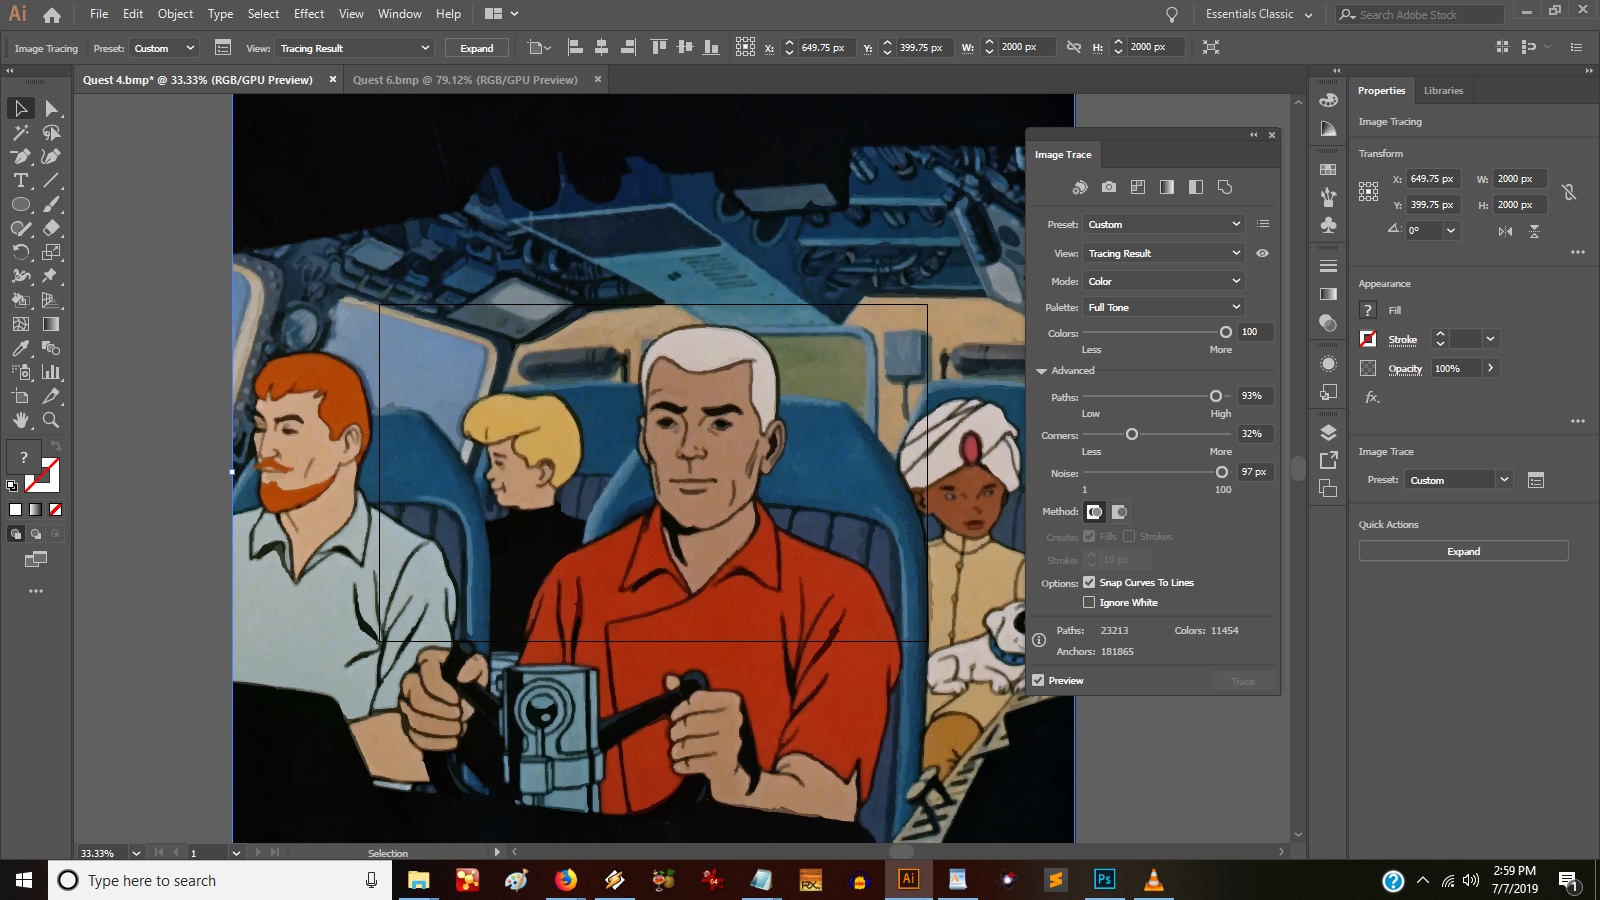 Ai File Edit Object Type Select Effect View Window Help Essentials Classic Search Adobe Stock
Image Tracing Preset: Custom View: Tracing Result Expand X: 649.75 px Y: 399.75 px W: 2000 px H: 2000 px
Quest 4.bmp* @ 33.33% (RGB/GPU Preview) × Quest 6.bmp @ 79.12% (RGB/GPU Preview) ×
Properties Libraries
Image Tracing
Transform
X: 649.75 px W: 2000 px
Y: 399.75 px H: 2000 px
0°
Appearance
? Fill
Stroke
Opacity 100%
fx.
Image Trace
Preset: Custom
Quick Actions
Expand
Image Trace
Preset: Custom
View: Tracing Result
Mode: Color
Palette: Full Tone
Colors: 100
Less More
Advanced
Paths: 93%
Low High
Corners: 32%
Less More
Noise: 97 px
1 100
Method:
Create: Fills Strokes
Stroke: 10 px
Options: Snap Curves To Lines
Ignore White
Paths: 23213 Colors: 11454
Anchors: 181865
Preview Trace
?
33.33% 1 Selection
Type here to search
Ai
Ps
2:59 PM
7/7/2019
1